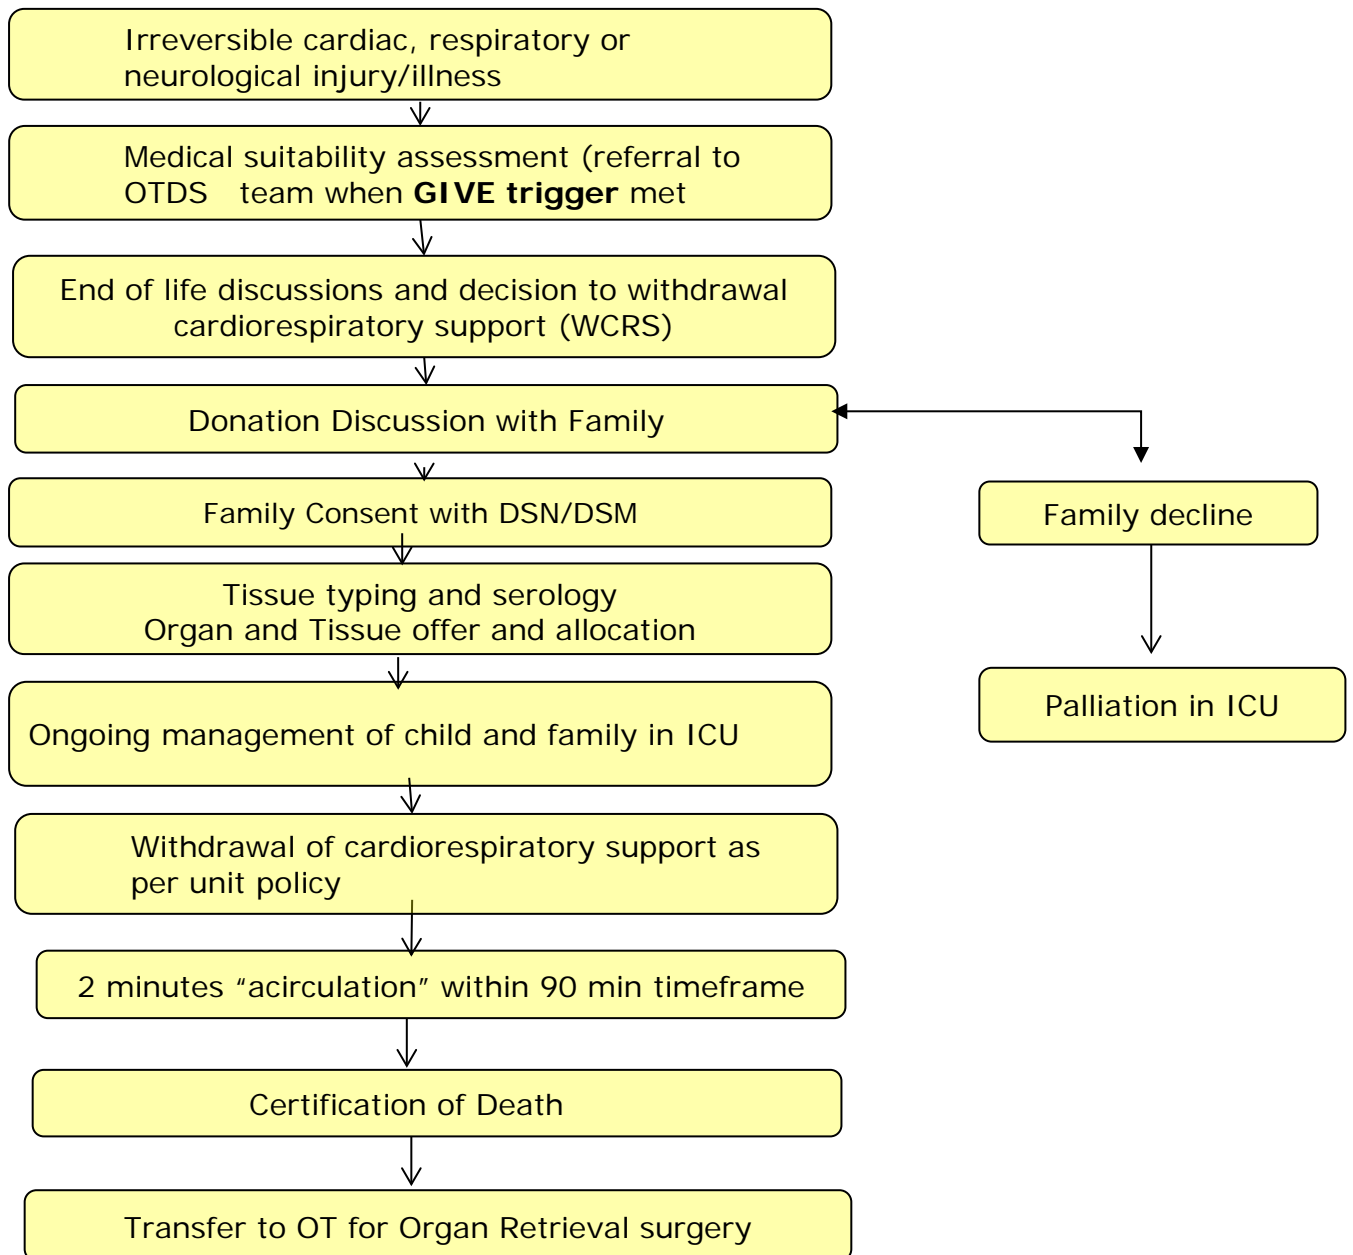 Irreversible cardiac, respiratory or
neurological injury/illness
Medical suitability assessment (referral to
OTDS team when GIVE trigger met
End of life discussions and decision to withdrawal
cardiorespiratory support (WCRS)
Donation Discussion with Family
Family Consent with DSN/DSM
Family decline
Tissue typing and serology
Organ and Tissue offer and allocation
Palliation in ICU
Ongoing management of child and family in ICU
Withdrawal of cardiorespiratory support as
per unit policy
2 minutes “acirculation” within 90 min timeframe
Certification of Death
Transfer to OT for Organ Retrieval surgery